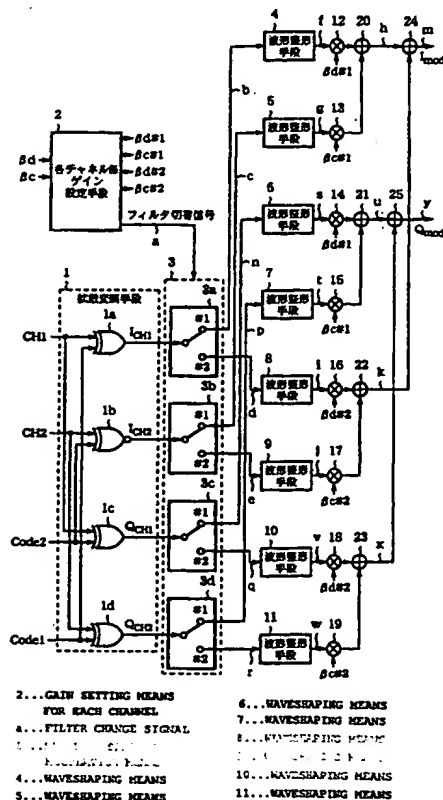 4
f
12
20
24
波形整形
手段
h
m
Imod
βd#1
b
2
5
βd#1
βc#1
βd#2
βc#2
g
13
波形整形
手段
βd
βc
各チャネル毎
ゲイン
設定手段
c
βc#1
フィルタ切替信号
a
6
s
14
21
25
波形整形
手段
u
y
Qmod
βd#1
n
1
3
3a
7
t
15
拡散変調手段
波形整形
手段
p
1a
#1
βc#1
CH1
ICH1
#2
8
i
16
22
波形整形
手段
k
d
βd#2
3b
1b
#1
9
j
17
CH2
ICH2
波形整形
手段
#2
e
βc#2
3c
1c
#1
10
v
18
23
Code2
QCH1
波形整形
手段
x
#2
q
βd#2
3d
1d
#1
11
w
19
Code1
QCH2
波形整形
手段
#2
r
βc#2
2...GAIN SETTING MEANS
FOR EACH CHANNEL
a...FILTER CHANGE SIGNAL
4...WAVESHAPING MEANS
5...WAVESHAPING MEANS
6...WAVESHAPING MEANS
7...WAVESHAPING MEANS
8...WAVESHAPING MEANS
10...WAVESHAPING MEANS
11...WAVESHAPING MEANS